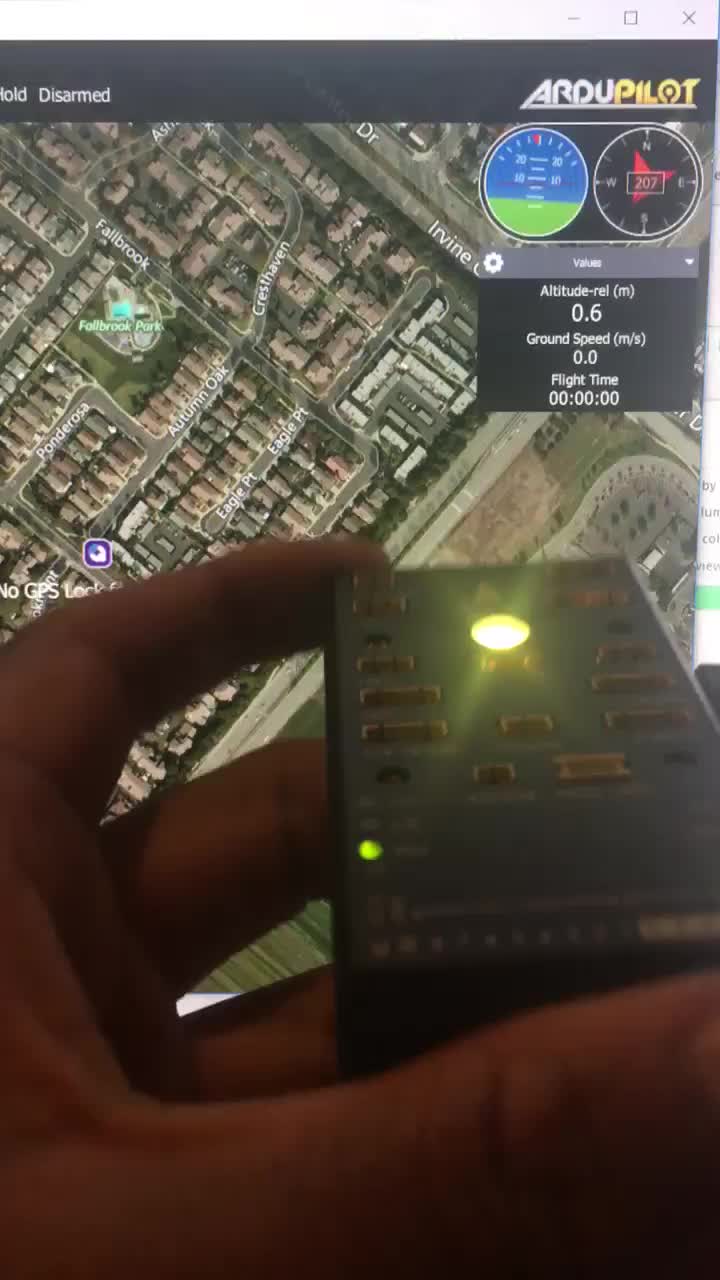 Hold Disarmed
ARDUPILOT
Dr
Fallbrook
Irvine
Cresthaven
N
20 20
10 10
W 207 E
S
Values
Altitude-rel (m)
0.6
Ground Speed (m/s)
0.0
Flight Time
00:00:00
Fallbrook Park
Autumn Oak
Ponderosa
Eagle Pt
Eagle Pt
by
No GPS Lock